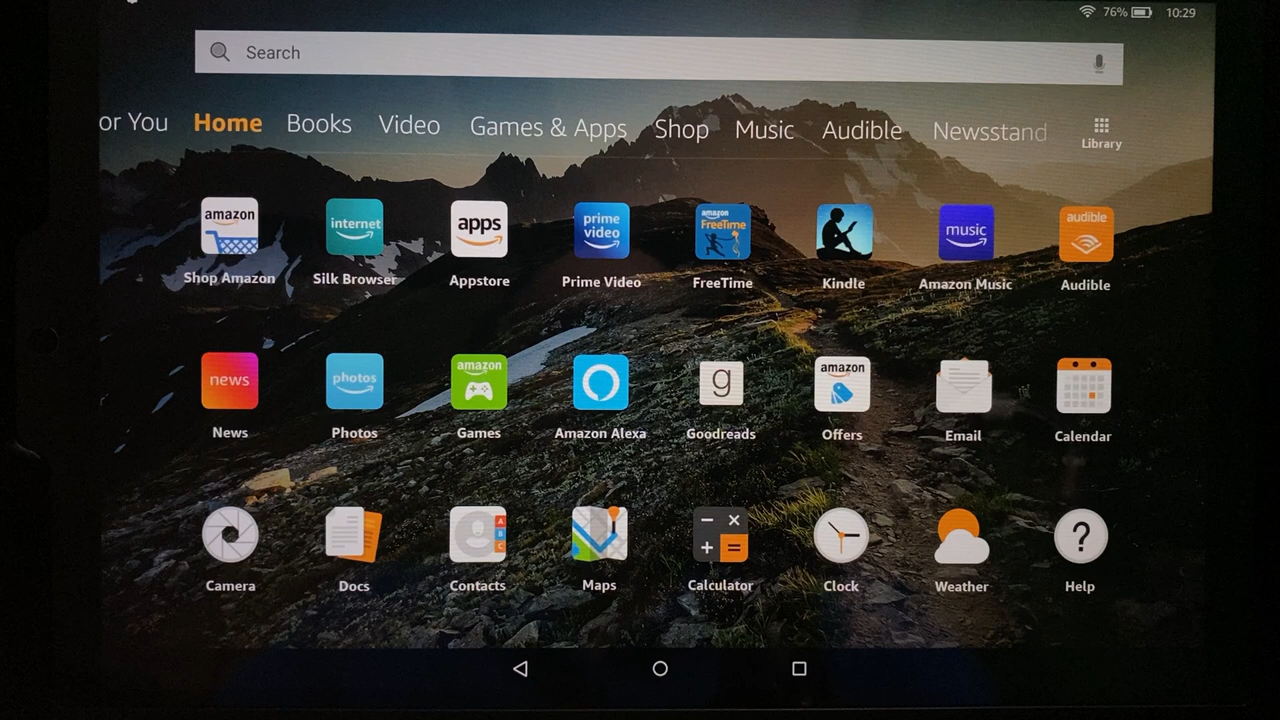 76% 10:29
Search
or You Home Books Video Games & Apps Shop Music Audible Newsstand
Library
amazon internet apps prime video amazon FreeTime music audible
Shop Amazon Silk Browser Appstore Prime Video FreeTime Kindle Amazon Music Audible
news photos amazon g amazon
News Photos Games Amazon Alexa Goodreads Offers Email Calendar
A
B
C
Camera Docs Contacts Maps Calculator Clock Weather Help